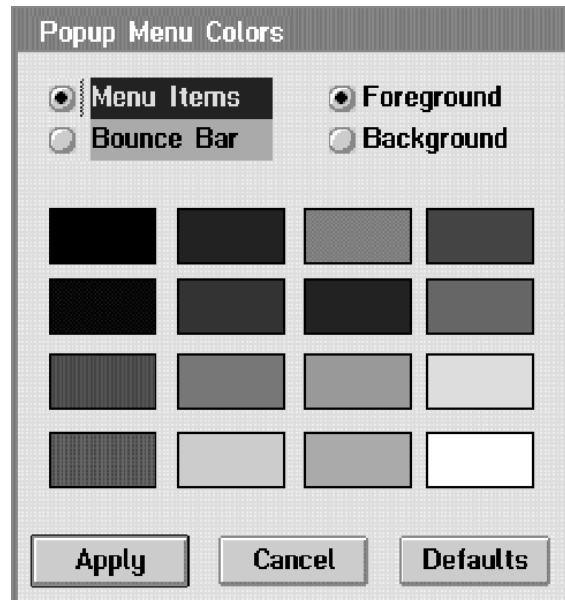 Popup Menu Colors
Menu Items Foreground
Bounce Bar Background
Apply Cancel Defaults